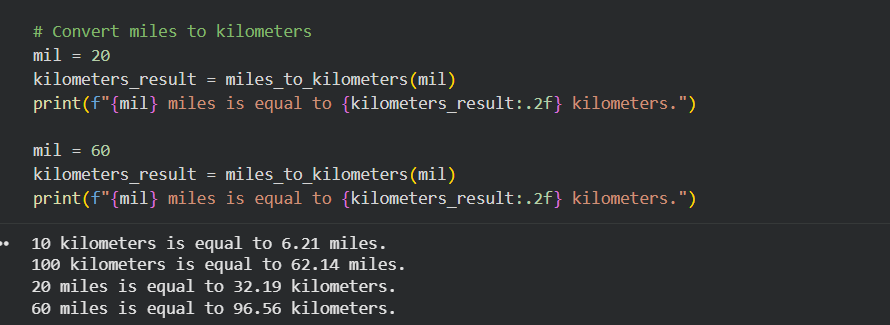 # Convert miles to kilometers
mil = 20
kilometers_result = miles_to_kilometers(mil)
print(f"{mil} miles is equal to {kilometers_result:.2f} kilometers.")
mil = 60
kilometers_result = miles_to_kilometers(mil)
print(f"{mil} miles is equal to {kilometers_result:.2f} kilometers.")
10 kilometers is equal to 6.21 miles.
100 kilometers is equal to 62.14 miles.
20 miles is equal to 32.19 kilometers.
60 miles is equal to 96.56 kilometers.